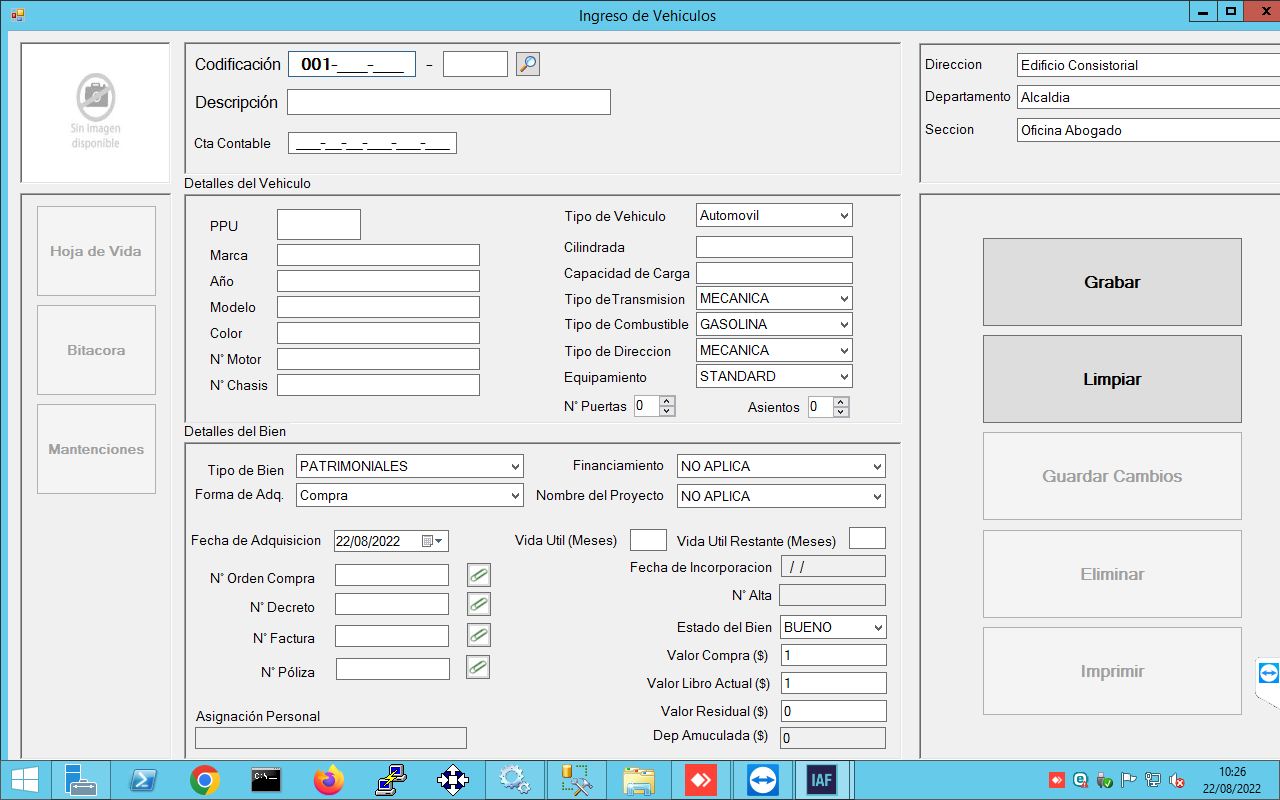 Ingreso de Vehiculos
Sin imagen
disponible
Codificación 001-___-___ -
Descripción
Cta Contable ___-__-__-___-___-___
Direccion Edificio Consistorial
Departamento Alcaldia
Seccion Oficina Abogado
Hoja de Vida
Bitacora
Mantenciones
Detalles del Vehiculo
PPU
Marca
Año
Modelo
Color
N° Motor
N° Chasis
Tipo de Vehiculo Automovil
Cilindrada
Capacidad de Carga
Tipo deTransmision MECANICA
Tipo de Combustible GASOLINA
Tipo de Direccion MECANICA
Equipamiento STANDARD
N° Puertas 0 Asientos 0
Detalles del Bien
Tipo de Bien PATRIMONIALES Financiamiento NO APLICA
Forma de Adq. Compra Nombre del Proyecto NO APLICA
Fecha de Adquisicion 22/08/2022 Vida Util (Meses) Vida Util Restante (Meses)
N° Orden Compra
N° Decreto
N° Factura
N° Póliza
Asignación Personal
Fecha de Incorporacion / /
N° Alta
Estado del Bien BUENO
Valor Compra ($) 1
Valor Libro Actual ($) 1
Valor Residual ($) 0
Dep Amuculada ($) 0
Grabar
Limpiar
Guardar Cambios
Eliminar
Imprimir
IAF
10:26
22/08/2022